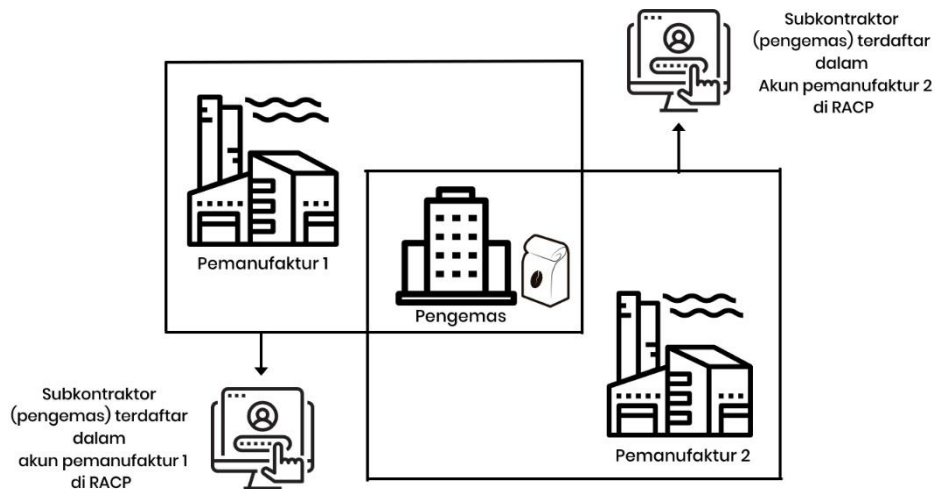 Subkontraktor
(pengemas) terdaftar
dalam
Akun pemanufaktur 2
di RACP
Pemanufaktur 1
Pengemas
Subkontraktor
(pengemas) terdaftar
dalam
akun pemanufaktur 1
di RACP
Pemanufaktur 2